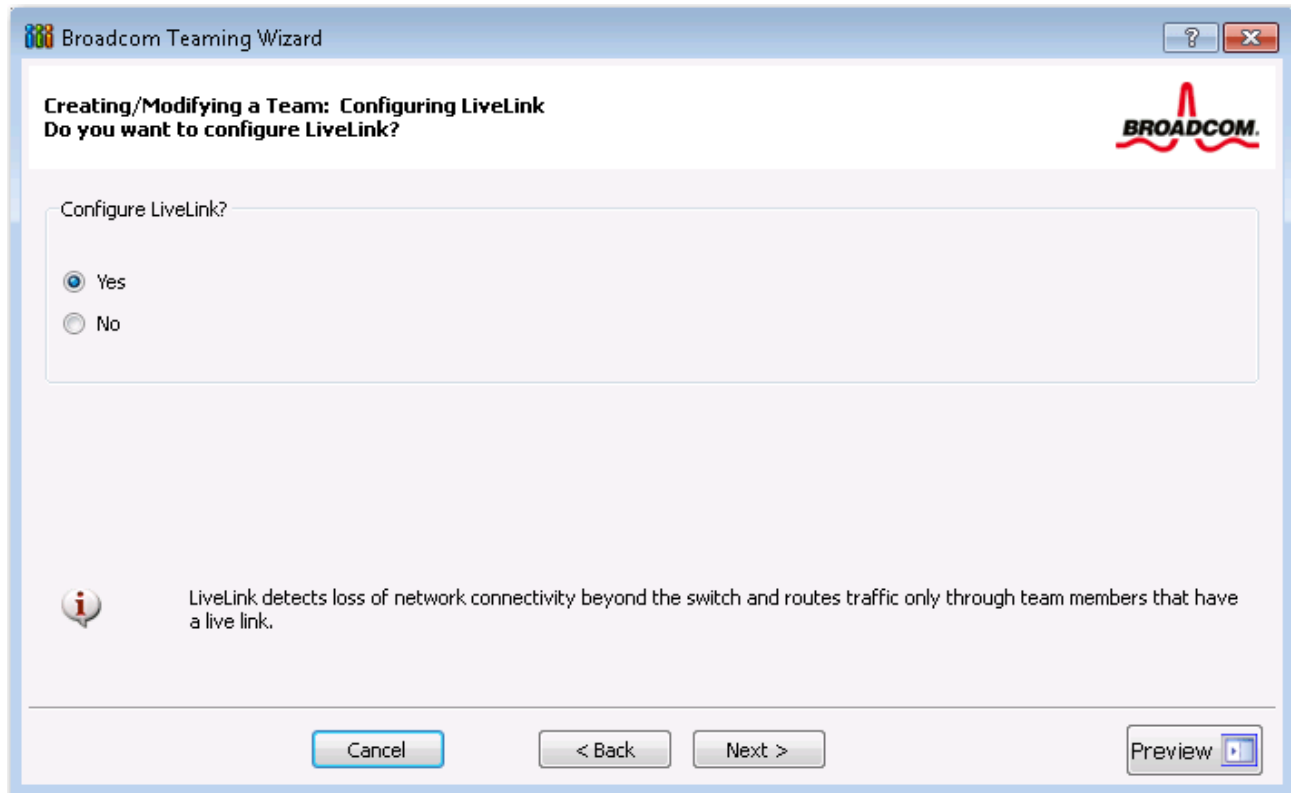 Broadcom Teaming Wizard
?
Creating/Modifying a Team: Configuring LiveLink
Do you want to configure LiveLink?
BROADCOM.
Configure LiveLink?
Yes
No
LiveLink detects loss of network connectivity beyond the switch and routes traffic only through team members that have
a live link.
Cancel
< Back
Next >
Preview